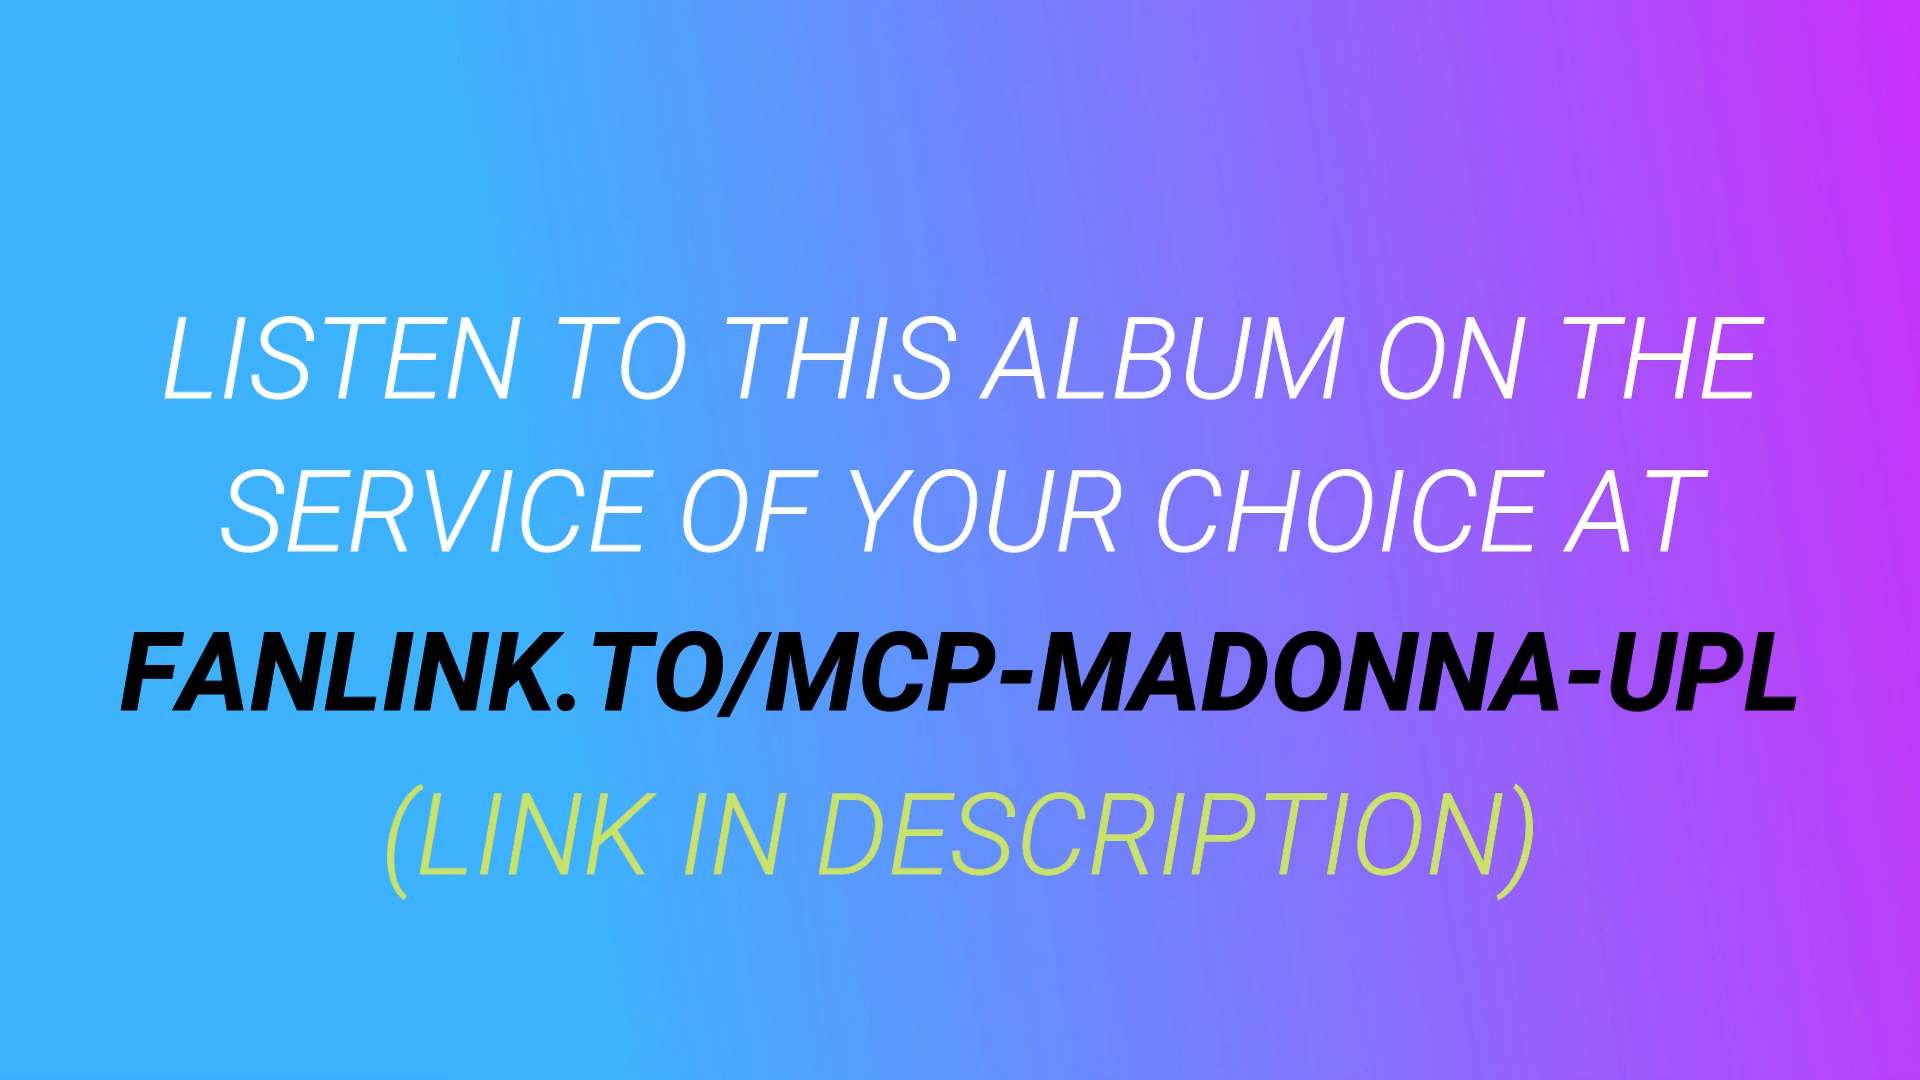 LISTEN TO THIS ALBUM ON THE
SERVICE OF YOUR CHOICE AT
FANLINK.TO/MCP-MADONNA-UPL
(LINK IN DESCRIPTION)